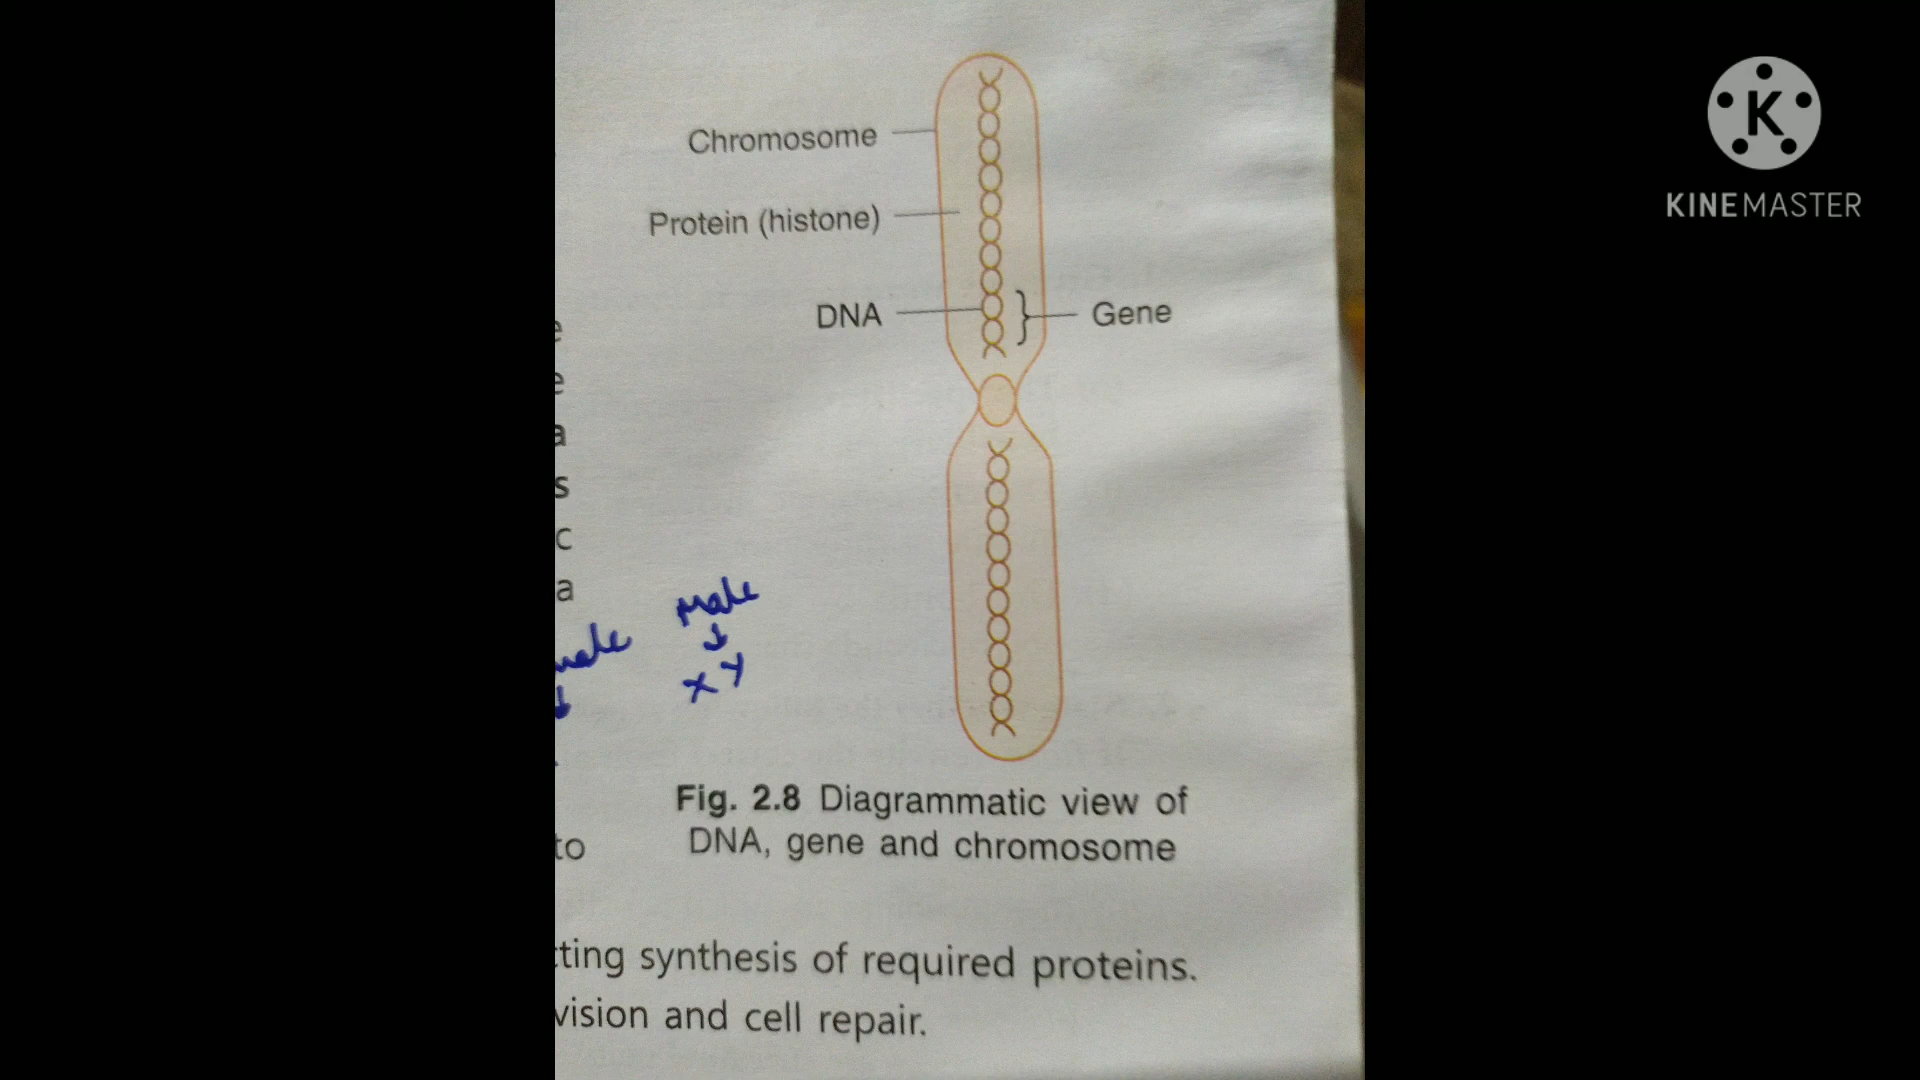 Chromosome
Protein (histone)
DNA
Gene
e
e
a
s
c
a
Male
XY
Fig. 2.8 Diagrammatic view of
DNA, gene and chromosome
to
ting synthesis of required proteins.
vision and cell repair.
K
KINEMASTER